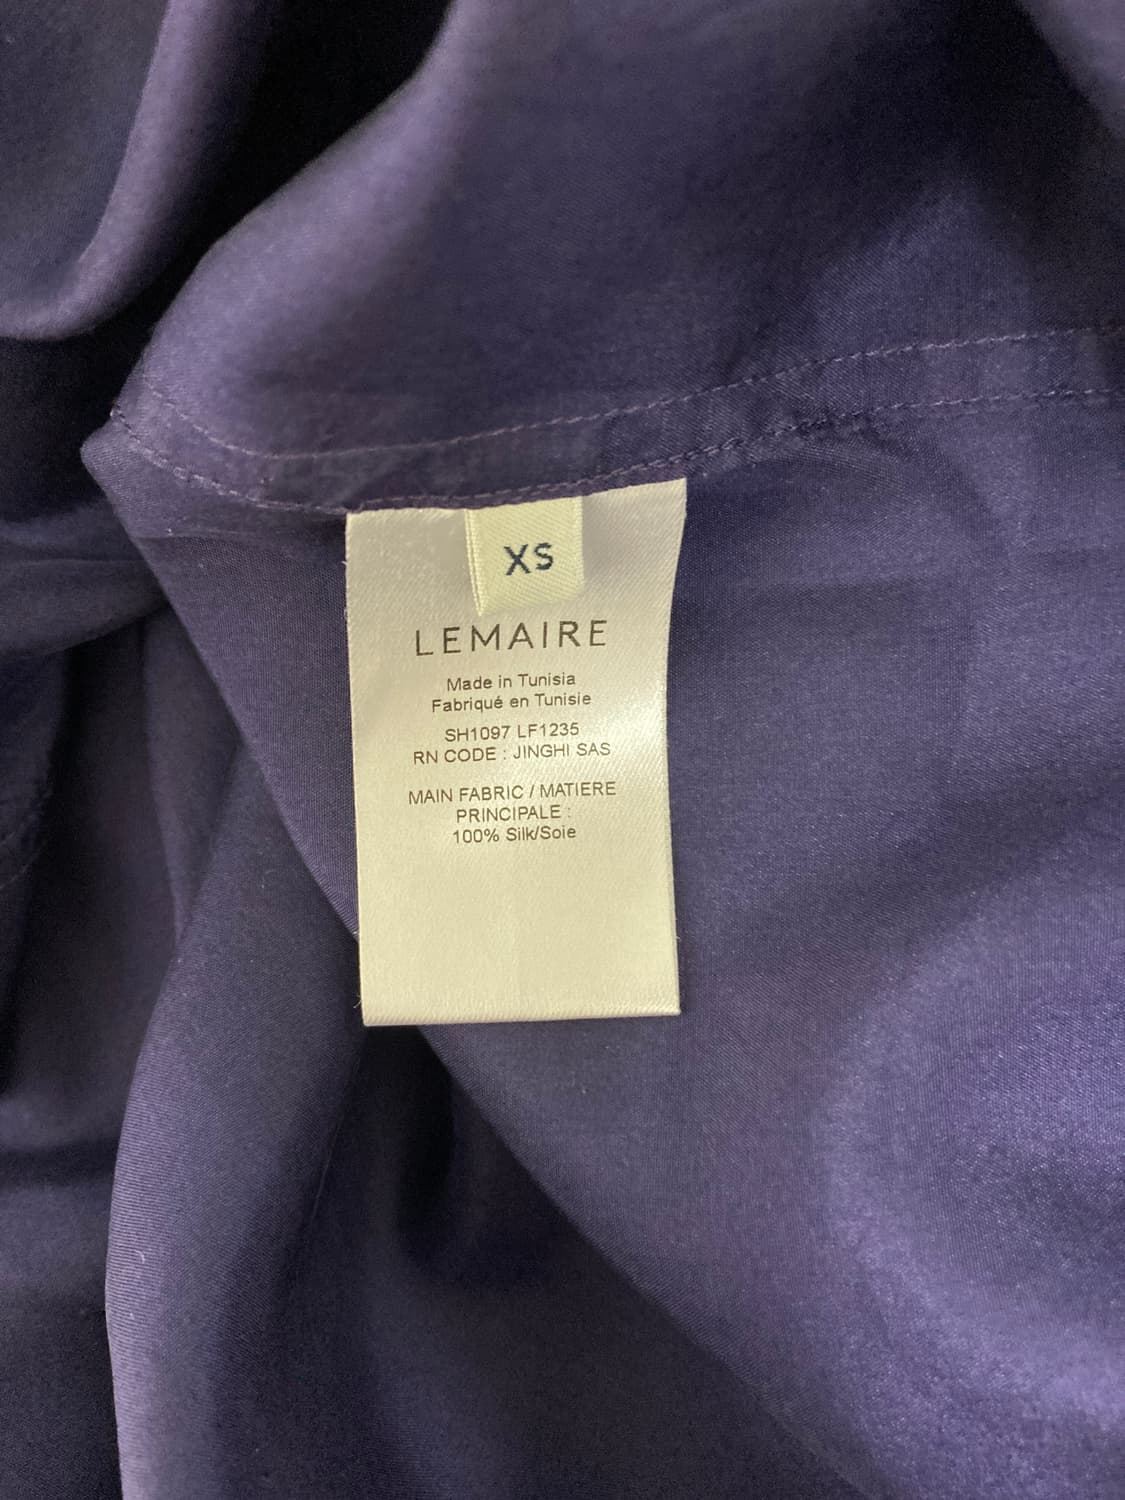 XS
LEMAIRE
Made in Tunisia
Fabriqué en Tunisie
SH1097 LF1235
RN CODE : JINGHI SAS
MAIN FABRIC / MATIERE
PRINCIPALE :
100% Silk/Soie